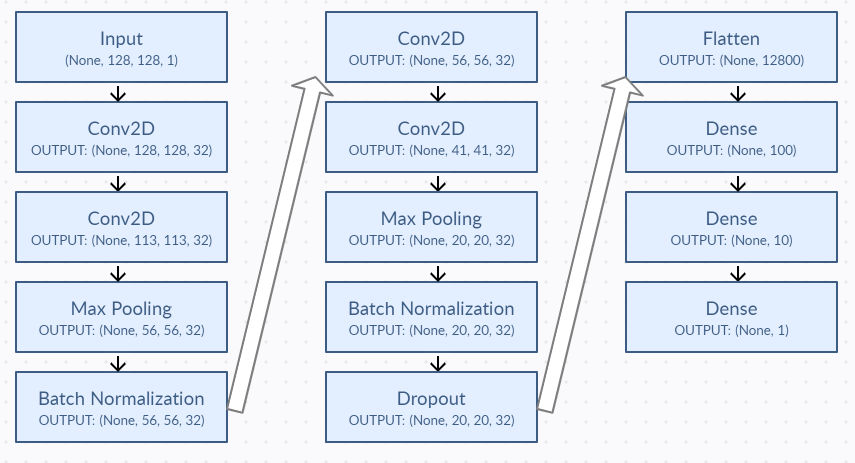 Input
(None, 128, 128, 1)
Conv2D
OUTPUT: (None, 128, 128, 32)
Conv2D
OUTPUT: (None, 113, 113, 32)
Max Pooling
OUTPUT: (None, 56, 56, 32)
Batch Normalization
OUTPUT: (None, 56, 56, 32)
Conv2D
OUTPUT: (None, 56, 56, 32)
Conv2D
OUTPUT: (None, 41, 41, 32)
Max Pooling
OUTPUT: (None, 20, 20, 32)
Batch Normalization
OUTPUT: (None, 20, 20, 32)
Dropout
OUTPUT: (None, 20, 20, 32)
Flatten
OUTPUT: (None, 12800)
Dense
OUTPUT: (None, 100)
Dense
OUTPUT: (None, 10)
Dense
OUTPUT: (None, 1)